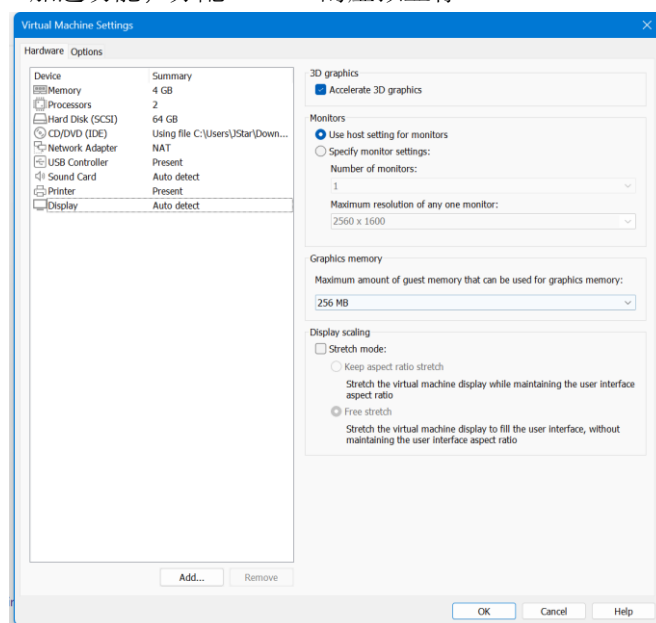 Virtual Machine Settings
Hardware Options
Device Summary
Memory 4 GB
Processors 2
Hard Disk (SCSI) 64 GB
CD/DVD (IDE) Using file C:\Users\JStar\Down...
Network Adapter NAT
USB Controller Present
Sound Card Auto detect
Printer Present
Display Auto detect
Add... Remove
3D graphics
Accelerate 3D graphics
Monitors
Use host setting for monitors
Specify monitor settings:
Number of monitors:
1
Maximum resolution of any one monitor:
2560 x 1600
Graphics memory
Maximum amount of guest memory that can be used for graphics memory:
256 MB
Display scaling
Stretch mode:
Keep aspect ratio stretch
Stretch the virtual machine display while maintaining the user interface
aspect ratio
Free stretch
Stretch the virtual machine display to fill the user interface, without
maintaining the user interface aspect ratio
OK Cancel Help